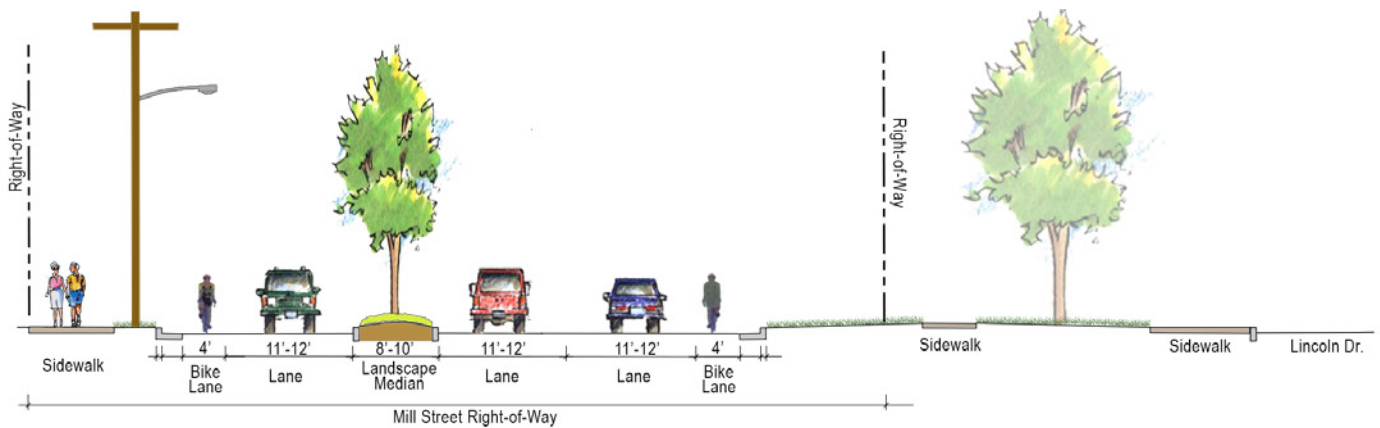 Right-of-Way
Right-of-Way
4' 11'-12' 8'-10' 11'-12' 11'-12' 4'
Sidewalk
Bike
Lane
Lane
Landscape
Median
Lane
Lane
Bike
Lane
Sidewalk
Sidewalk
Lincoln Dr.
Mill Street Right-of-Way